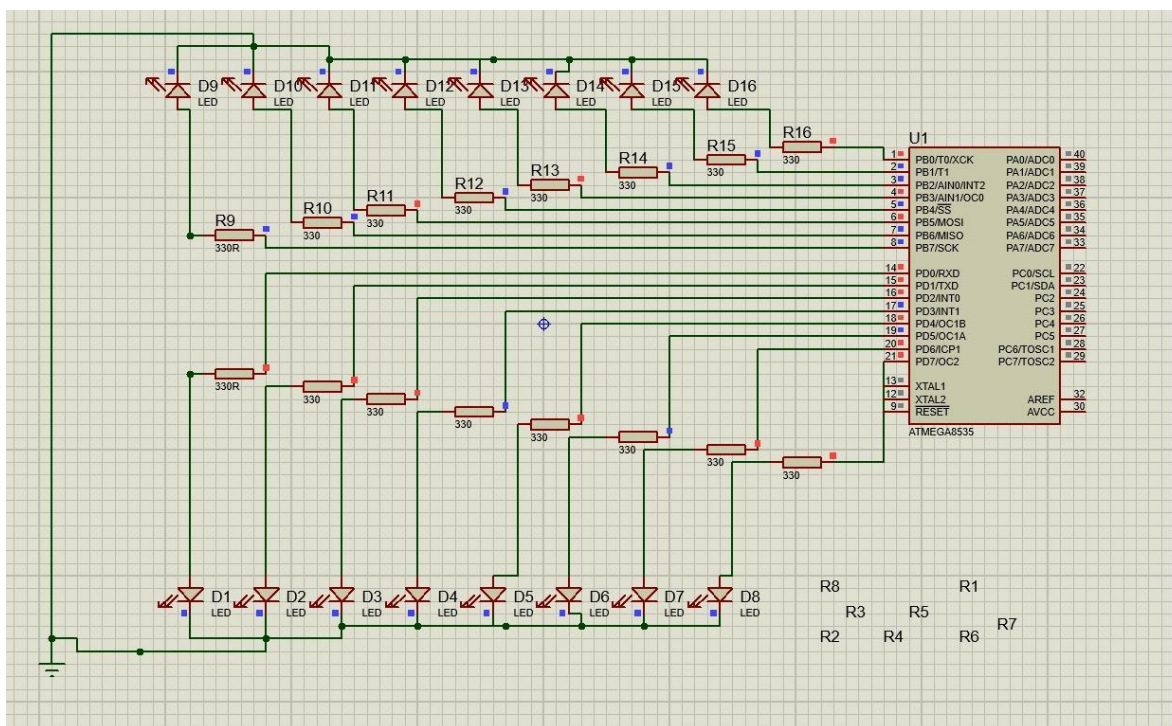 D9
LED
D10
LED
D11
LED
D12
LED
D13
LED
D14
LED
D15
LED
D16
LED
R16
330
R15
330
R14
330
R13
330
R12
330
R11
330
R10
330
R9
330R
U1
1 PB0/T0/XCK PA0/ADC0 40
2 PB1/T1 PA1/ADC1 39
3 PB2/AIN0/INT2 PA2/ADC2 38
4 PB3/AIN1/OC0 PA3/ADC3 37
5 PB4/SS PA4/ADC4 36
6 PB5/MOSI PA5/ADC5 35
7 PB6/MISO PA6/ADC6 34
8 PB7/SCK PA7/ADC7 33
14 PD0/RXD PC0/SCL 22
15 PD1/TXD PC1/SDA 23
16 PD2/INT0 PC2 24
17 PD3/INT1 PC3 25
18 PD4/OC1B PC4 26
19 PD5/OC1A PC5 27
20 PD6/ICP1 PC6/TOSC1 28
21 PD7/OC2 PC7/TOSC2 29
13 XTAL1
12 XTAL2 AREF 32
9 RESET AVCC 30
ATMEGA8535
330R
330
330
330
330
330
330
330
D1
LED
D2
LED
D3
LED
D4
LED
D5
LED
D6
LED
D7
LED
D8
LED
R8 R1
R3 R5
R7
R2 R4 R6